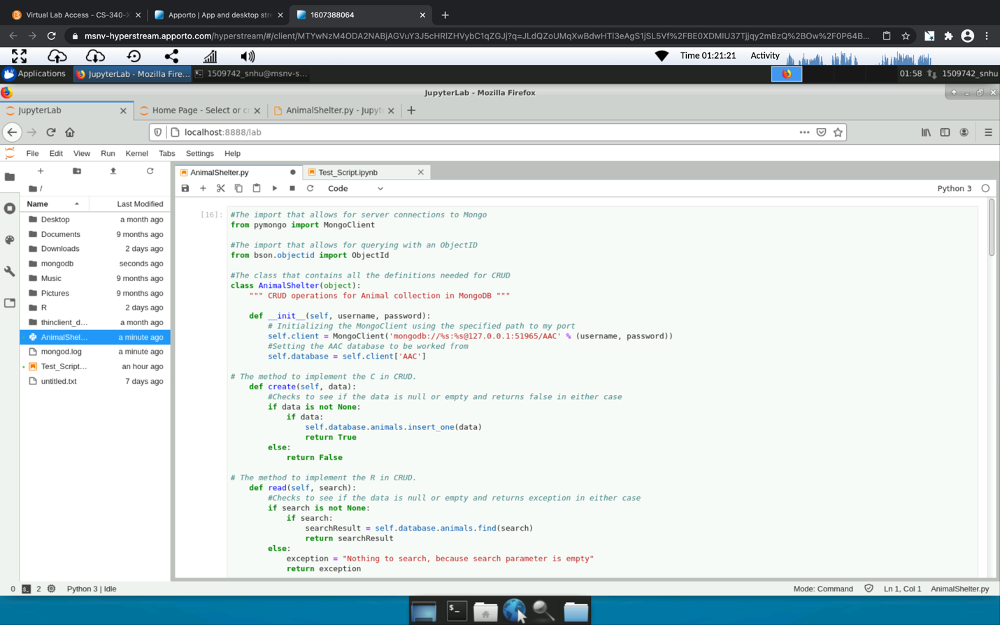 Virtual Lab Access - CS-340-X
Apporto | App and desktop stre
1607388064
msnv-hyperstream.apporto.com/hyperstream/#/client/
Time 01:21:21
Activity
Applications
JupyterLab - Mozilla Fire...
1509742_snhu@msnv-s...
01:58
1509742_snhu
JupyterLab - Mozilla Firefox
JupyterLab
Home Page - Select or cr
AnimalShelter.py - Jupyte
localhost:8888/lab
File Edit View Run Kernel Tabs Settings Help
AnimalShelter.py
Test_Script.ipynb
/
Code
Python 3
Name Last Modified
Desktop a month ago
Documents 9 months ago
Downloads 2 days ago
mongodb seconds ago
Music 9 months ago
Pictures 9 months ago
R 2 days ago
thinclient_d... a month ago
AnimalShel... a minute ago
mongod.log a minute ago
Test_Script... an hour ago
untitled.txt 7 days ago
[16]:
#The import that allows for server connections to Mongo
from pymongo import MongoClient
#The import that allows for querying with an ObjectID
from bson.objectid import ObjectId
#The class that contains all the definitions needed for CRUD
class AnimalShelter(object):
""" CRUD operations for Animal collection in MongoDB """
def __init__(self, username, password):
# Initializing the MongoClient using the specified path to my port
self.client = MongoClient('mongodb://%s:%s@127.0.0.1:51965/AAC' % (username, password))
#Setting the AAC database to be worked from
self.database = self.client['AAC']
# The method to implement the C in CRUD.
def create(self, data):
#Checks to see if the data is null or empty and returns false in either case
if data is not None:
if data:
self.database.animals.insert_one(data)
return True
else:
return False
# The method to implement the R in CRUD.
def read(self, search):
#Checks to see if the data is null or empty and returns exception in either case
if search is not None:
if search:
searchResult = self.database.animals.find(search)
return searchResult
else:
exception = "Nothing to search, because search parameter is empty"
return exception
0 $_ 2 Python 3 | Idle
Mode: Command Ln 1, Col 1 AnimalShelter.py
$_